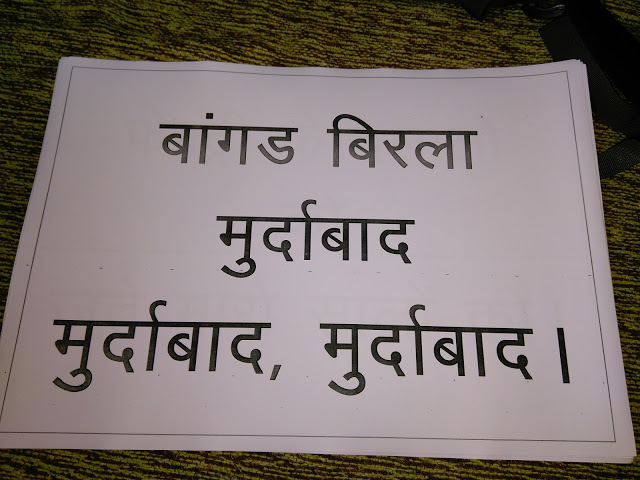 बांगड बिरला
मुर्दाबाद
मुर्दाबाद, मुर्दाबाद ।